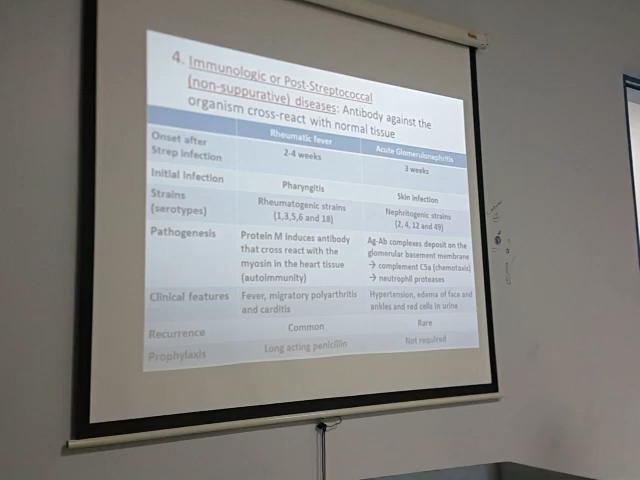 4. Immunologic or Post-Streptococcal
(non-suppurative) diseases: Antibody against the
organism cross-react with normal tissue
Rheumatic fever Acute Glomerulonephritis
Onset after
Strep infection 2-4 weeks 3 weeks
Initial Infection Pharyngitis Skin infection
Strains
(serotypes) Rheumatogenic strains
(1,3,5,6 and 18) Nephritogenic strains
(2, 4, 12 and 49)
Pathogenesis Protein M induces antibody
that cross react with the
myosin in the heart tissue
(autoimmunity)
Ag-Ab complexes deposit on the
glomerular basement membrane
→ complement C5a (chemotaxis)
→ neutrophil proteases
Clinical features Fever, migratory polyarthritis
and carditis
Hypertension, edema of face and
ankles and red cells in urine
Recurrence Common Rare
Prophylaxis Long acting penicillin Not required